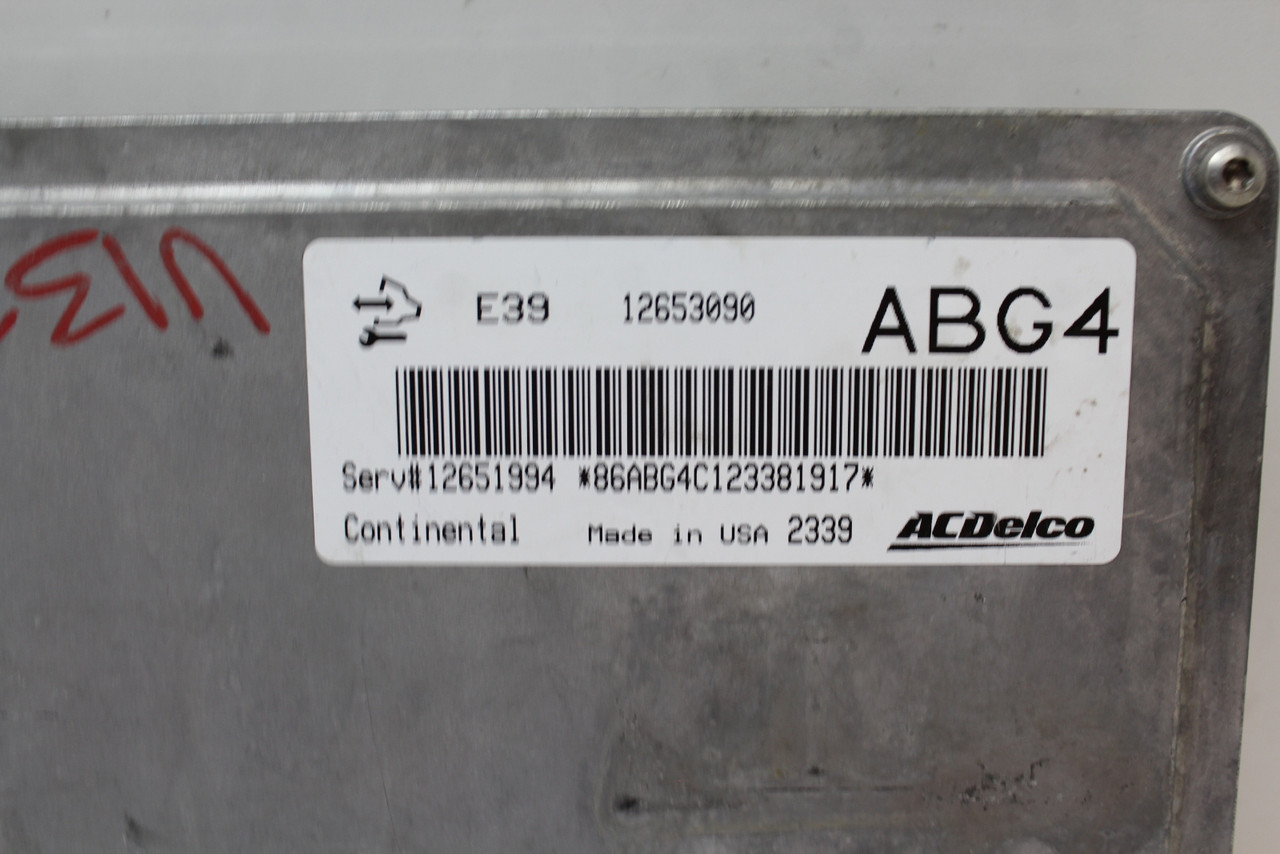 E39 12653090 ABG4
Serv#12651994 *86ABG4C123381917*
Continental Made in USA 2339 ACDelco